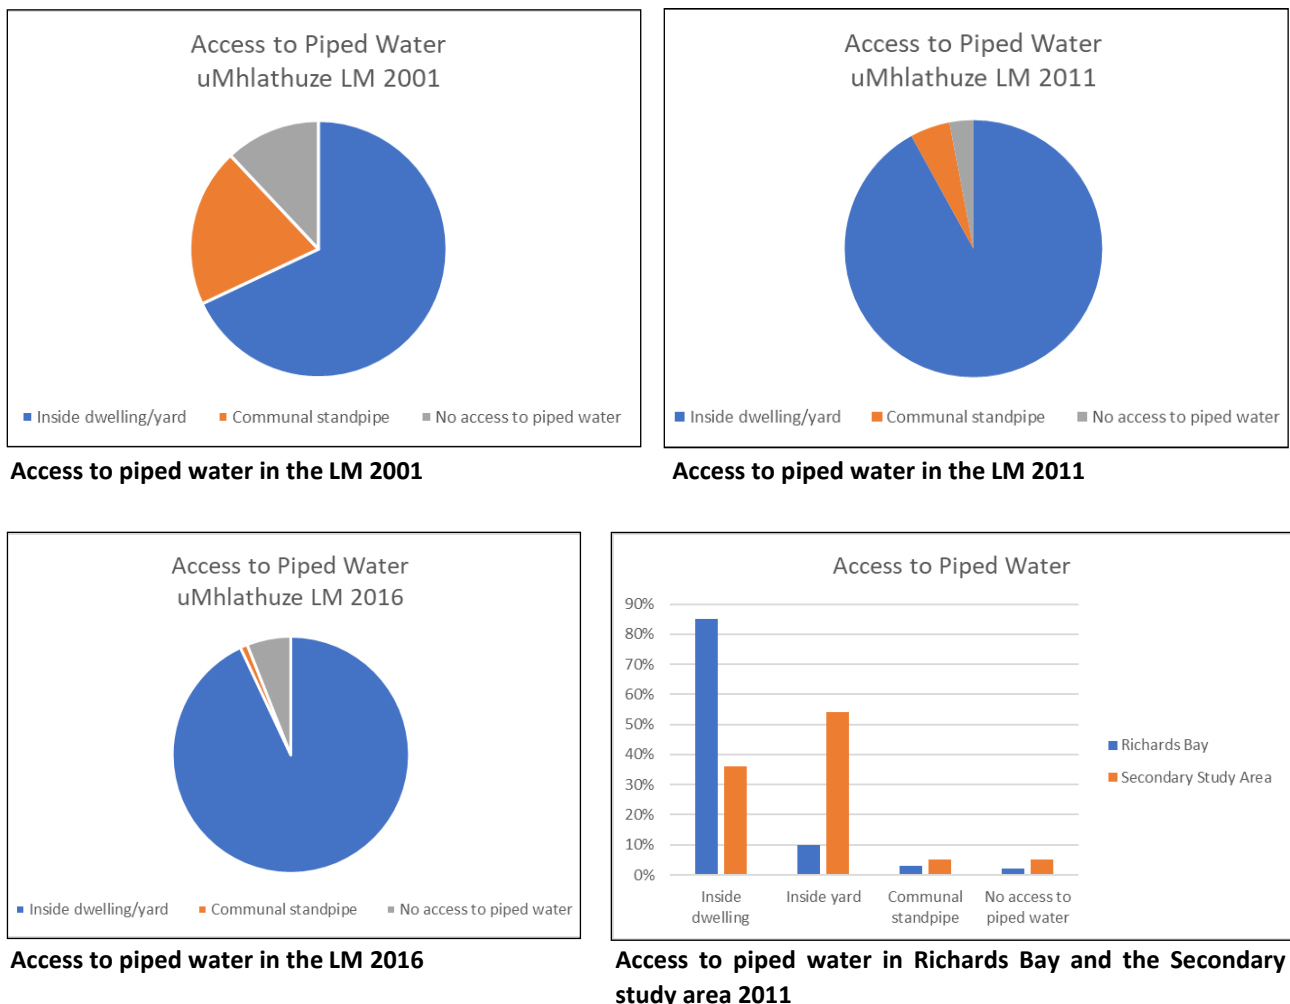 Access to Piped Water
uMhlathuze LM 2001
Inside dwelling/yard Communal standpipe No access to piped water
Access to piped water in the LM 2001
Access to Piped Water
uMhlathuze LM 2011
Inside dwelling/yard Communal standpipe No access to piped water
Access to piped water in the LM 2011
Access to Piped Water
uMhlathuze LM 2016
Inside dwelling/yard Communal standpipe No access to piped water
Access to piped water in the LM 2016
Access to Piped Water
90%
80%
70%
60%
50%
40%
30%
20%
10%
0%
Inside dwelling
Inside yard
Communal standpipe
No access to piped water
Richards Bay
Secondary Study Area
Access to piped water in Richards Bay and the Secondary
study area 2011